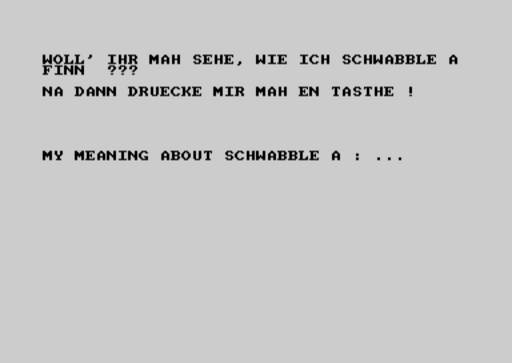 WOLL' IHR MAH SEHE, WIE ICH SCHWABBLE A
FINN  ???
NA DANN DRUECKE MIR MAH EN TASTHE !
MY MEANING ABOUT SCHWABBLE A : ...